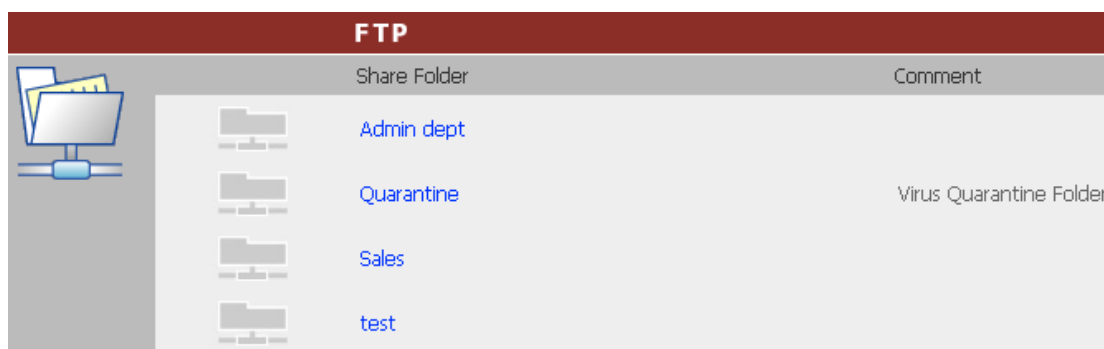 FTP
Share Folder Comment
Admin dept
Quarantine Virus Quarantine Folder
Sales
test